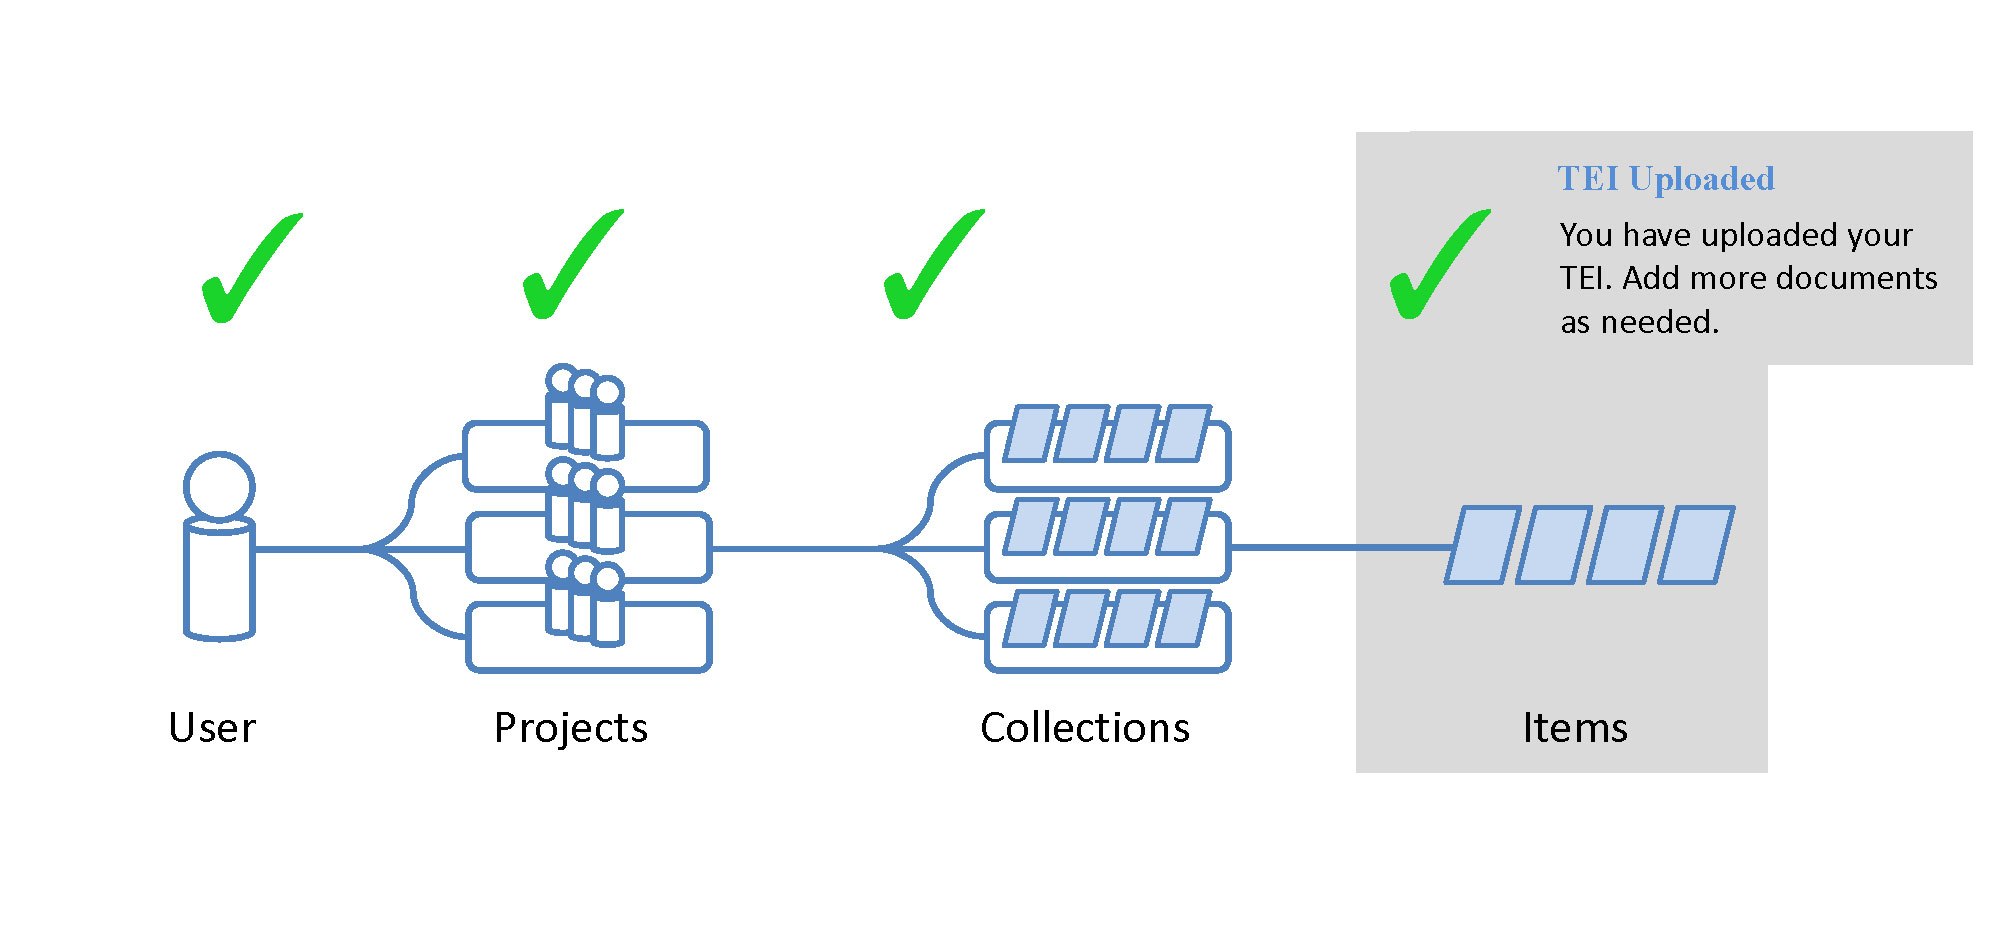 TEI Uploaded
You have uploaded your
TEI. Add more documents
as needed.
User
Projects
Collections
Items